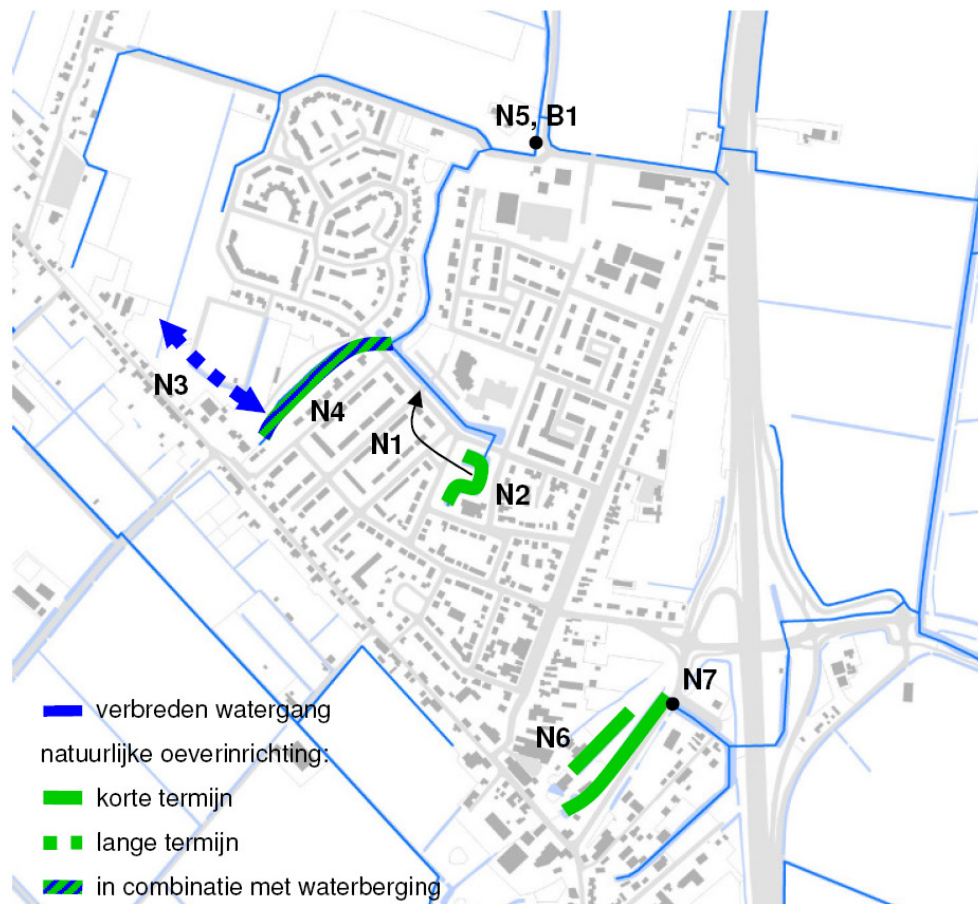 N5, B1
N3
N4
N1
N2
N7
N6
verbreden watergang
natuurlijke oeverinrichting:
korte termijn
lange termijn
in combinatie met waterberging